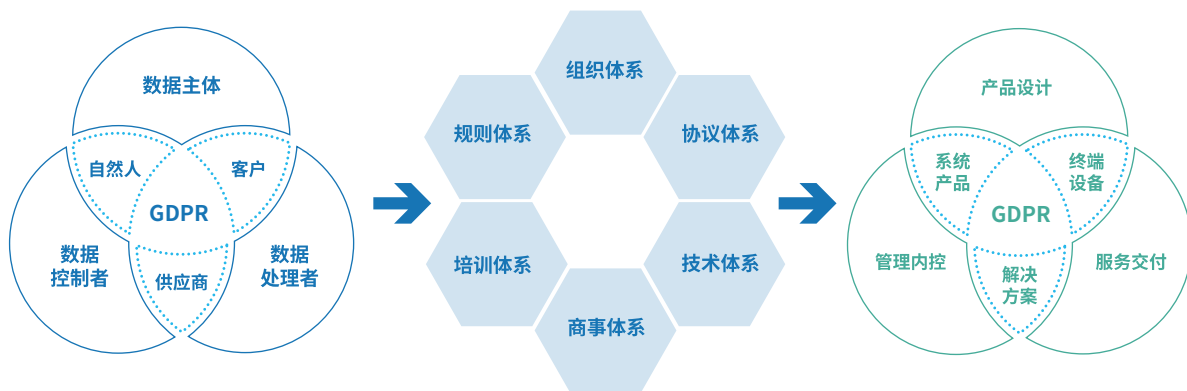 数据主体
自然人
客户
GDPR
数据
控制者
供应商
数据
处理者
组织体系
规则体系
协议体系
培训体系
技术体系
商事体系
产品设计
系统
产品
终端
设备
GDPR
管理内控
解决
方案
服务交付